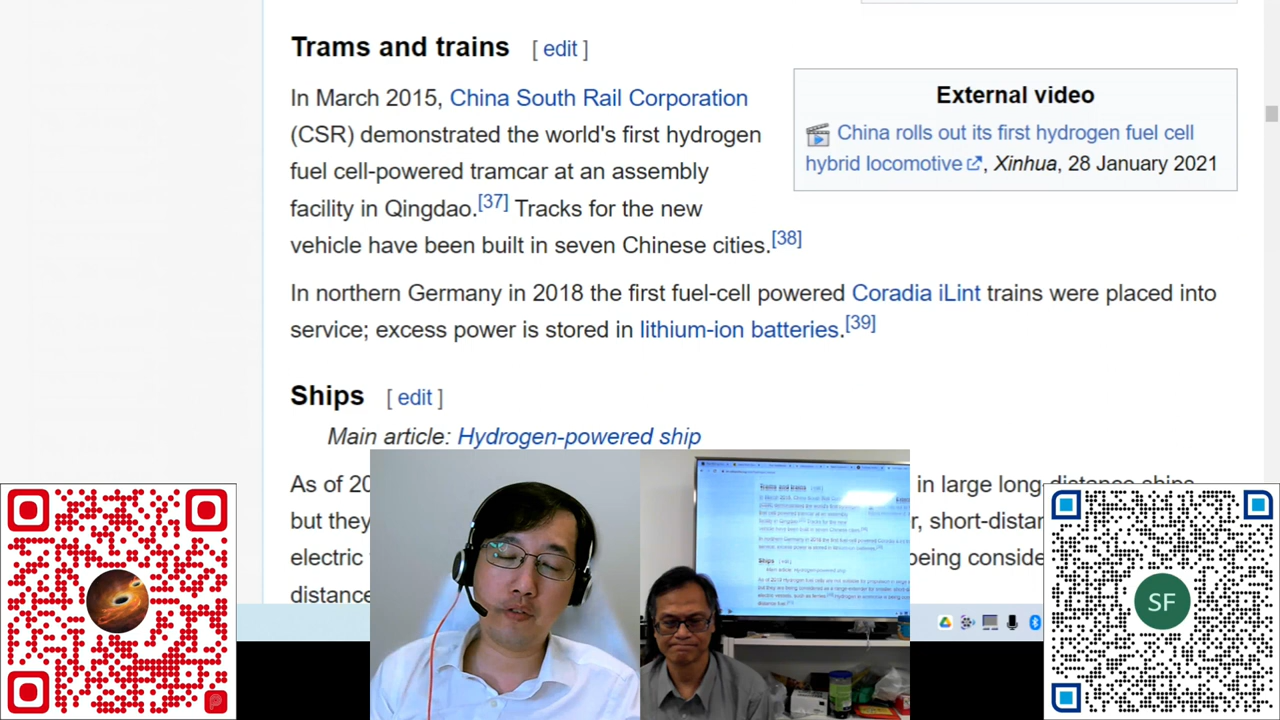 Trams and trains [ edit ]
In March 2015, China South Rail Corporation
(CSR) demonstrated the world's first hydrogen
fuel cell-powered tramcar at an assembly
facility in Qingdao.[37] Tracks for the new
vehicle have been built in seven Chinese cities.[38]
External video
China rolls out its first hydrogen fuel cell
hybrid locomotive, Xinhua, 28 January 2021
In northern Germany in 2018 the first fuel-cell powered Coradia iLint trains were placed into
service; excess power is stored in lithium-ion batteries.[39]
Ships [ edit ]
Main article: Hydrogen-powered ship
As of 20 in large long-distance ships
but they , short-distan
electric being conside
distance
SF